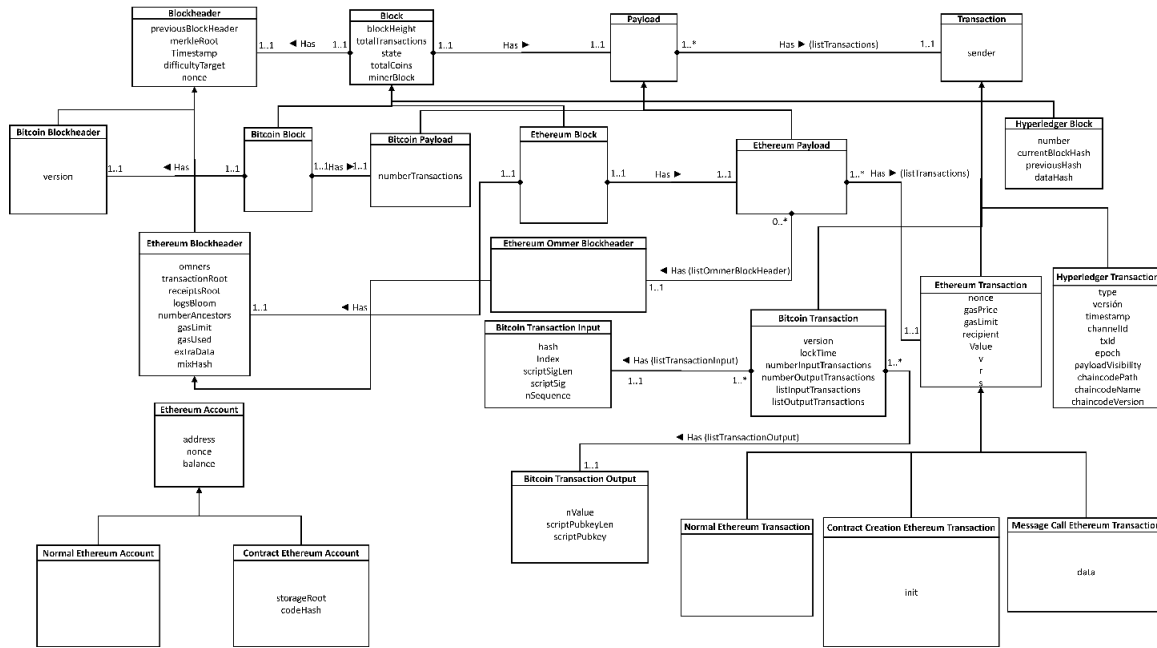 Blockheader
previousBlockHeader
merkleRoot
Timestamp
difficultyTarget
nonce
1..1
◄ Has
1..1
Block
blockHeight
totalTransactions
state
totalCoins
minerBlock
1..1
Has ►
1..1
Payload
1..*
Has ► (listTransactions)
1..1
Transaction
sender
Bitcoin Blockheader
version
1..1
◄ Has
1..1
Bitcoin Block
1..1
Has ►
1..1
Bitcoin Payload
numberTransactions
Ethereum Block
1..1
1..1
Has ►
1..1
Ethereum Payload
1..*
Has ► (listTransactions)
0..*
Hyperledger Block
number
currentBlockHash
previousHash
dataHash
Ethereum Blockheader
omners
transactionRoot
receiptsRoot
logsBloom
numberAncestors
gasLimit
gasUsed
extraData
mixHash
1..1
◄ Has
Ethereum Ommer Blockheader
◄ Has (listOmmerBlockHeader)
1..1
Bitcoin Transaction Input
hash
Index
scriptSigLen
scriptSig
nSequence
◄ Has (listTransactionInput)
1..1
1..*
Bitcoin Transaction
version
lockTime
numberInputTransactions
numberOutputTransactions
listInputTransactions
listOutputTransactions
1..*
1..1
Ethereum Transaction
nonce
gasPrice
gasLimit
recipient
Value
v
r
s
Hyperledger Transaction
type
versión
timestamp
channelId
txId
epoch
payloadVisibility
chaincodePath
chaincodeName
chaincodeVersion
Ethereum Account
address
nonce
balance
◄ Has (listTransactionOutput)
1..1
Bitcoin Transaction Output
nValue
scriptPubkeyLen
scriptPubkey
Normal Ethereum Account
Contract Ethereum Account
storageRoot
codeHash
Normal Ethereum Transaction
Contract Creation Ethereum Transaction
init
Message Call Ethereum Transaction
data